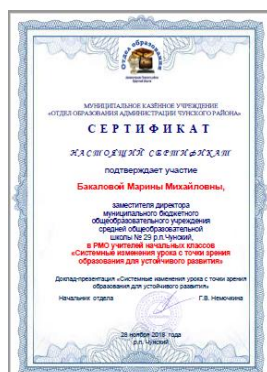 Отдел образования
МУНИЦИПАЛЬНОЕ КАЗЁННОЕ УЧРЕЖДЕНИЕ
«ОТДЕЛ ОБРАЗОВАНИЯ АДМИНИСТРАЦИИ ЧУНСКОГО РАЙОНА»
СЕРТИФИКАТ
НАСТОЯЩИЙ СЕРТИФИКАТ
подтверждает участие
Бакаловой Марины Михайловны,
заместителя директора
муниципального бюджетного
общеобразовательного учреждения
средней общеобразовательной
школы № 29 р.п.Чунский,
в РМО учителей начальных классов
«Системные изменения урока с точки зрения
образования для устойчивого развития»
Доклад-презентация «Системные изменения урока с точки зрения
образования для устойчивого развития»
Начальник отдела Г.В. Немочкина
28 ноября 2018 года
р.п. Чунский